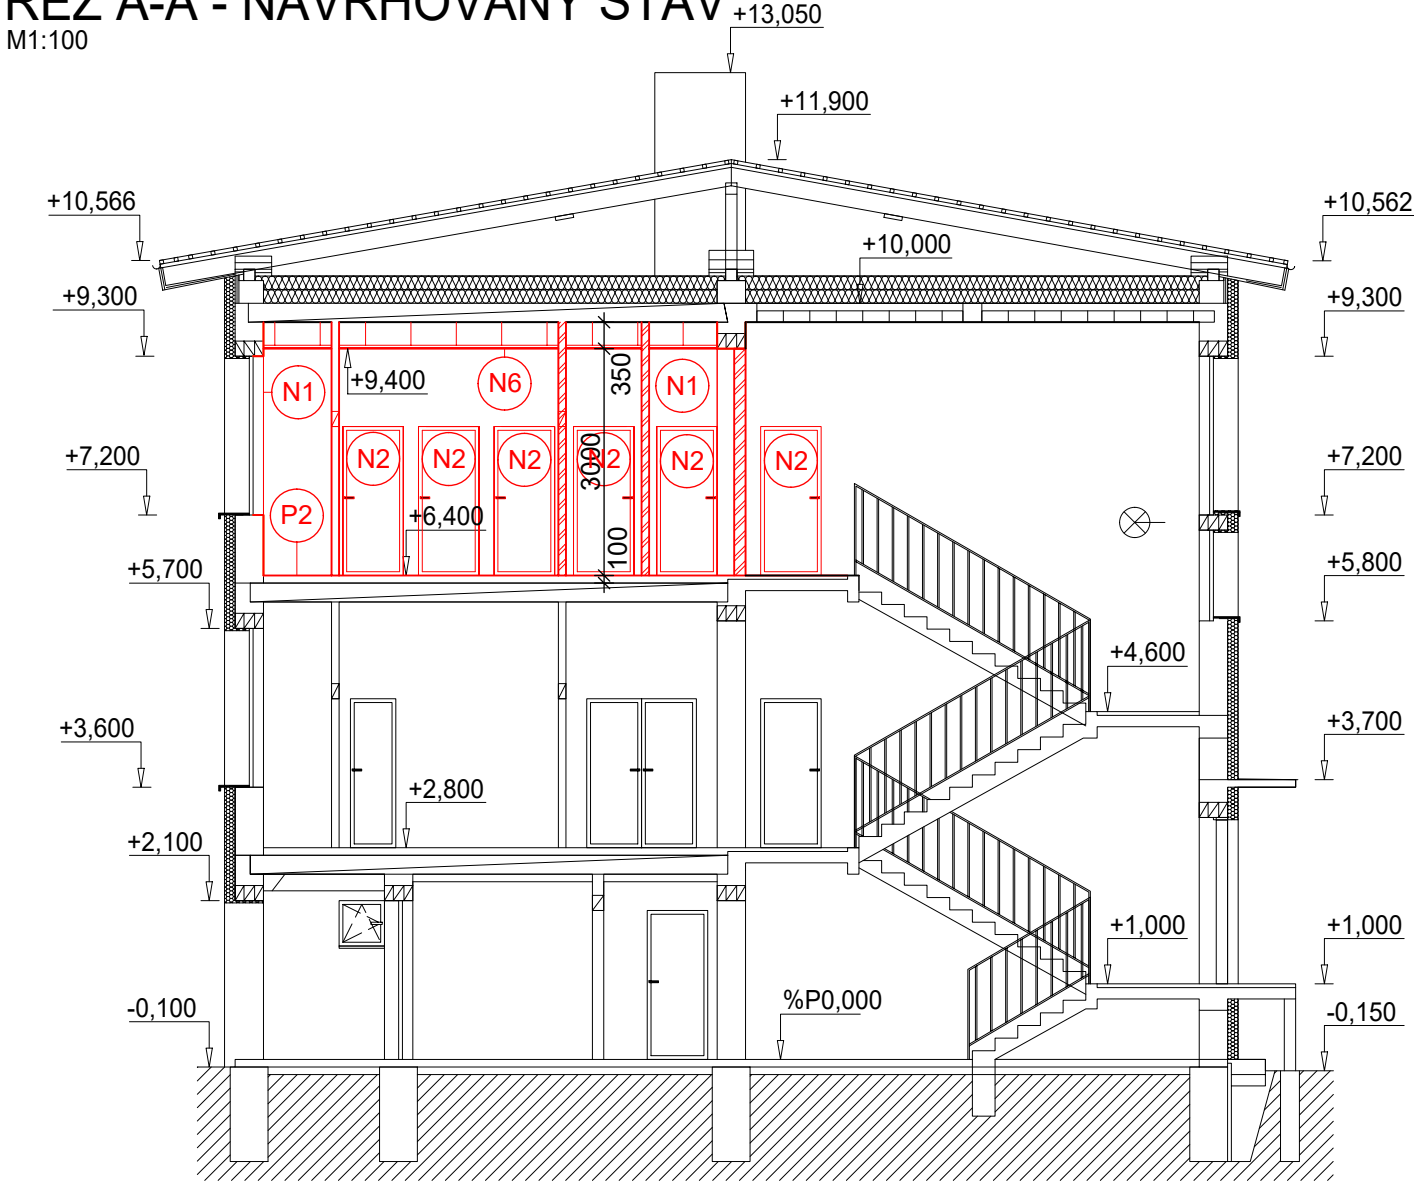 ŘEZ A-A - NAVRHOVANÝ STAV
M1:100
+13,050
+11,900
+10,566
+10,562
+10,000
+9,300
+9,300
+9,400
350
N1
N6
N1
+7,200
N2
N2
N2
N2
N2
N2
3000
+7,200
P2
+6,400
100
+5,700
+5,800
+4,600
+3,600
+3,700
+2,800
+2,100
+1,000
+1,000
-0,100
%P0,000
-0,150